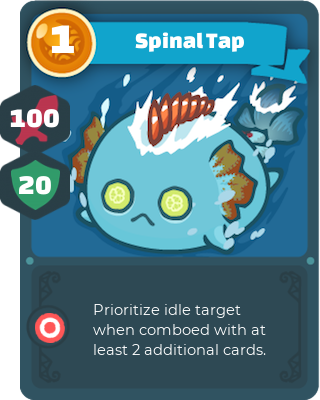 1
Spinal Tap
100
20
Prioritize idle target
when comboed with at
least 2 additional cards.